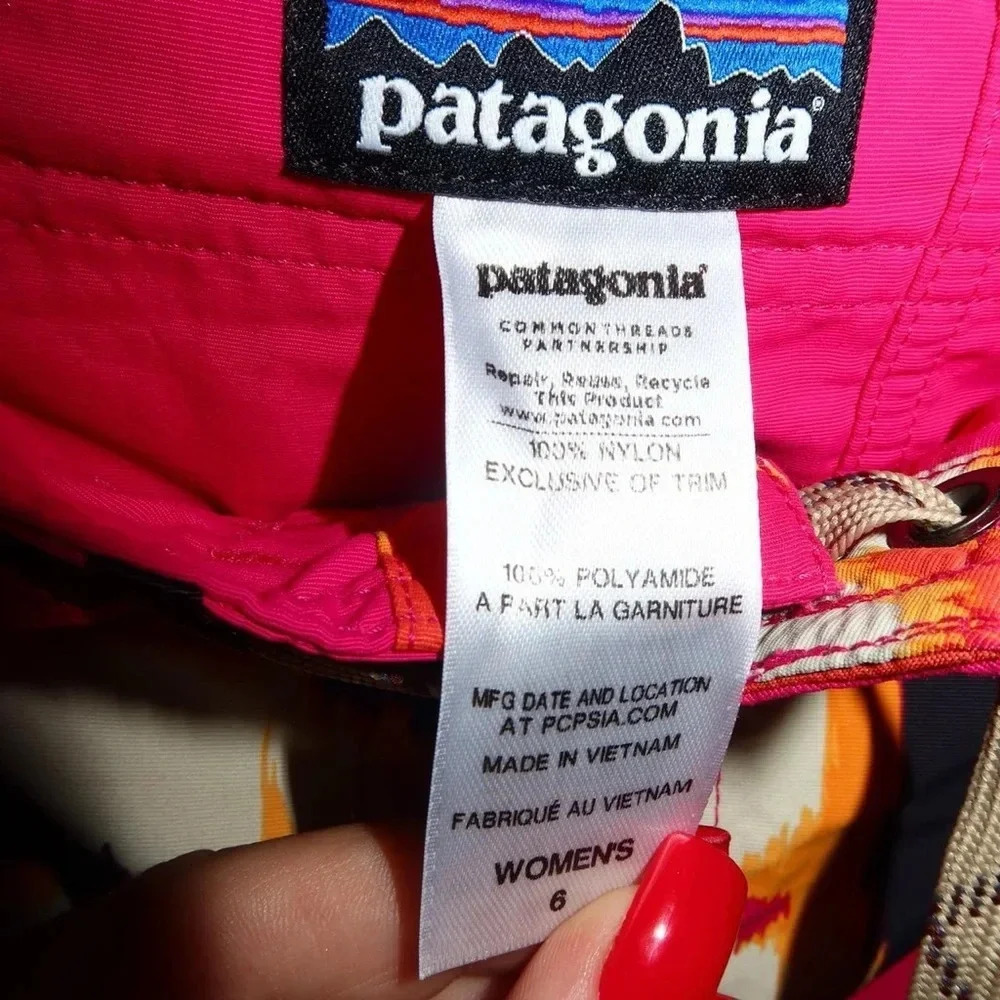 patagonia®
patagonia®
COMMON THREADS
PARTNERSHIP
Repair, Reuse, Recycle
This Product
www.patagonia.com
100% NYLON
EXCLUSIVE OF TRIM
100% POLYAMIDE
A PART LA GARNITURE
MFG DATE AND LOCATION
AT PCPSIA.COM
MADE IN VIETNAM
FABRIQUÉ AU VIETNAM
WOMEN'S
6